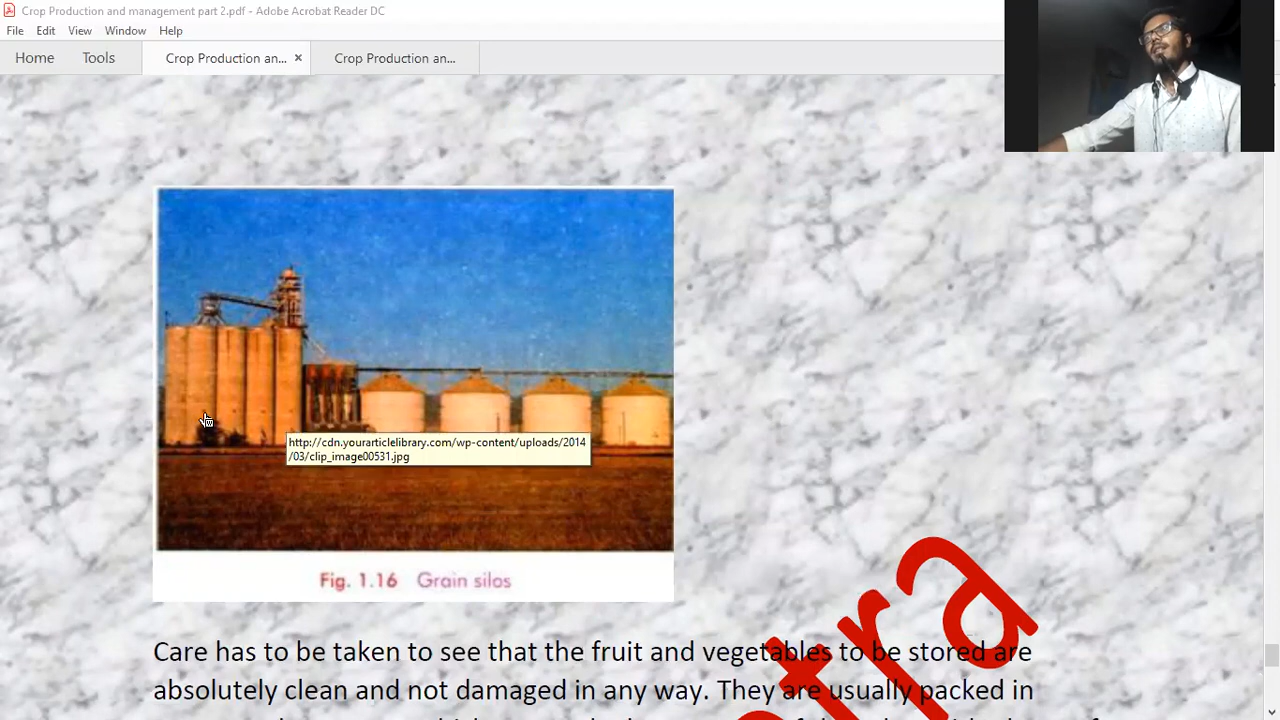 Crop Production and management part 2.pdf - Adobe Acrobat Reader DC
File Edit View Window Help
Home Tools Crop Production an... × Crop Production an...
http://cdn.yourarticlelibrary.com/wp-content/uploads/2014
/03/clip_image00531.jpg
Fig. 1.16 Grain silos
Care has to be taken to see that the fruit and vegetables to be stored are
absolutely clean and not damaged in any way. They are usually packed in